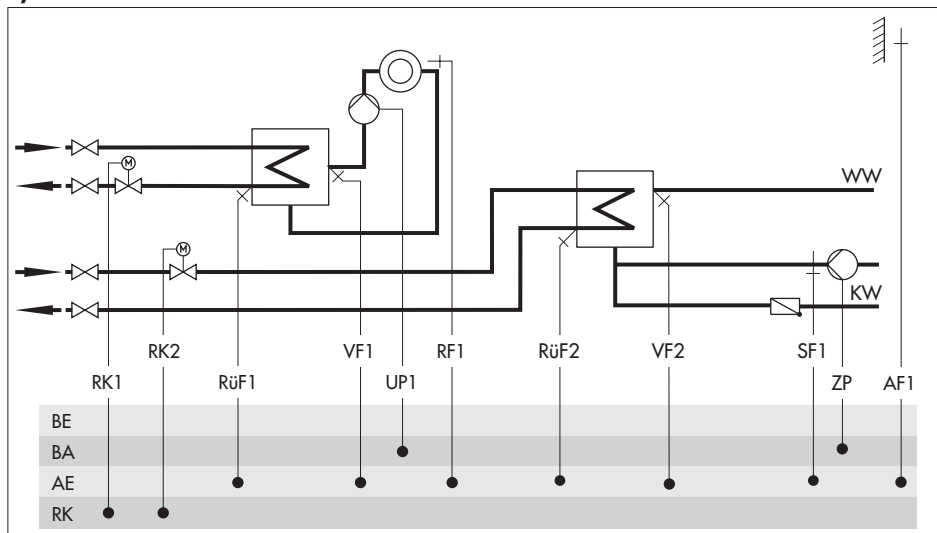 M
M
WW
KW
RK2 VF1 RF1 RüF2 VF2 SF1
RK1 RüF1 UP1 ZP AF1
BE
BA
AE
RK